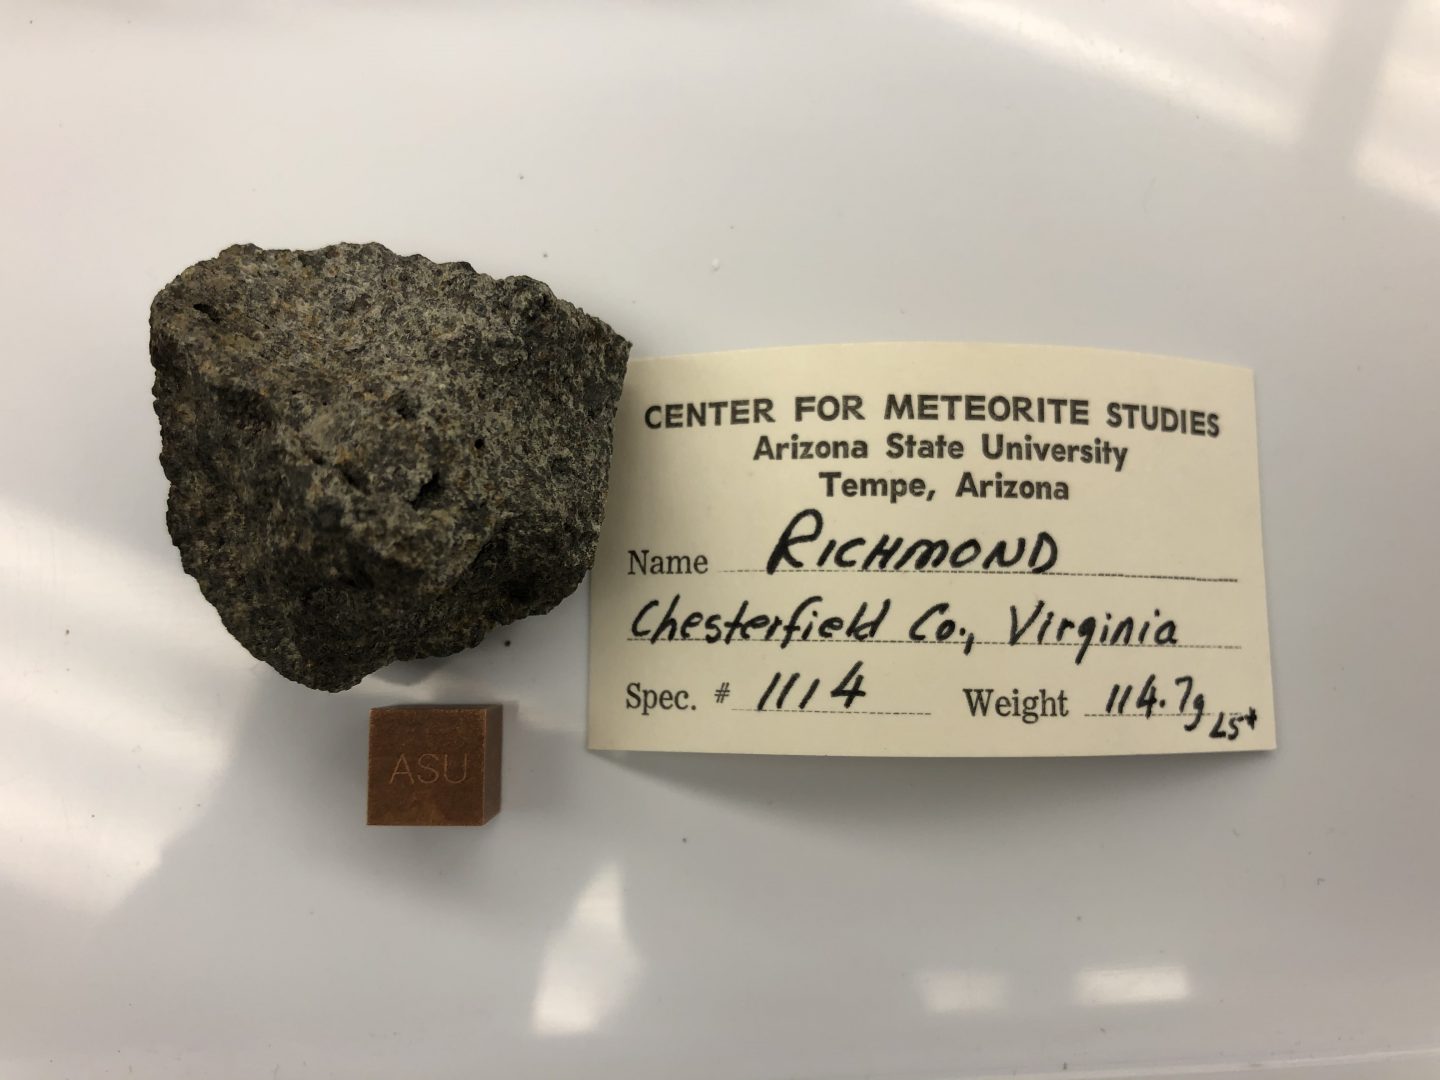 CENTER FOR METEORITE STUDIES
Arizona State University
Tempe, Arizona
Name RICHMOND
Chesterfield Co., Virginia
Spec. # 1114 Weight 114.7g
LS*
ASU